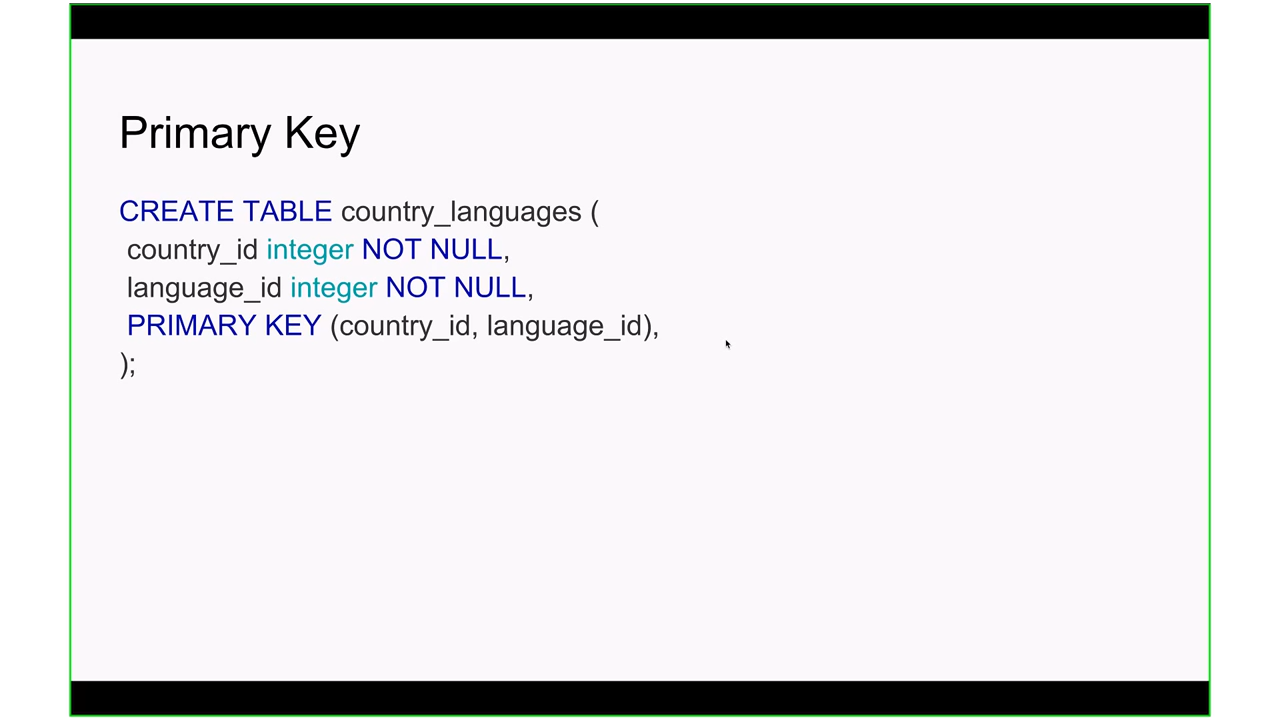 Primary Key
CREATE TABLE country_languages (
country_id integer NOT NULL,
language_id integer NOT NULL,
PRIMARY KEY (country_id, language_id),
);